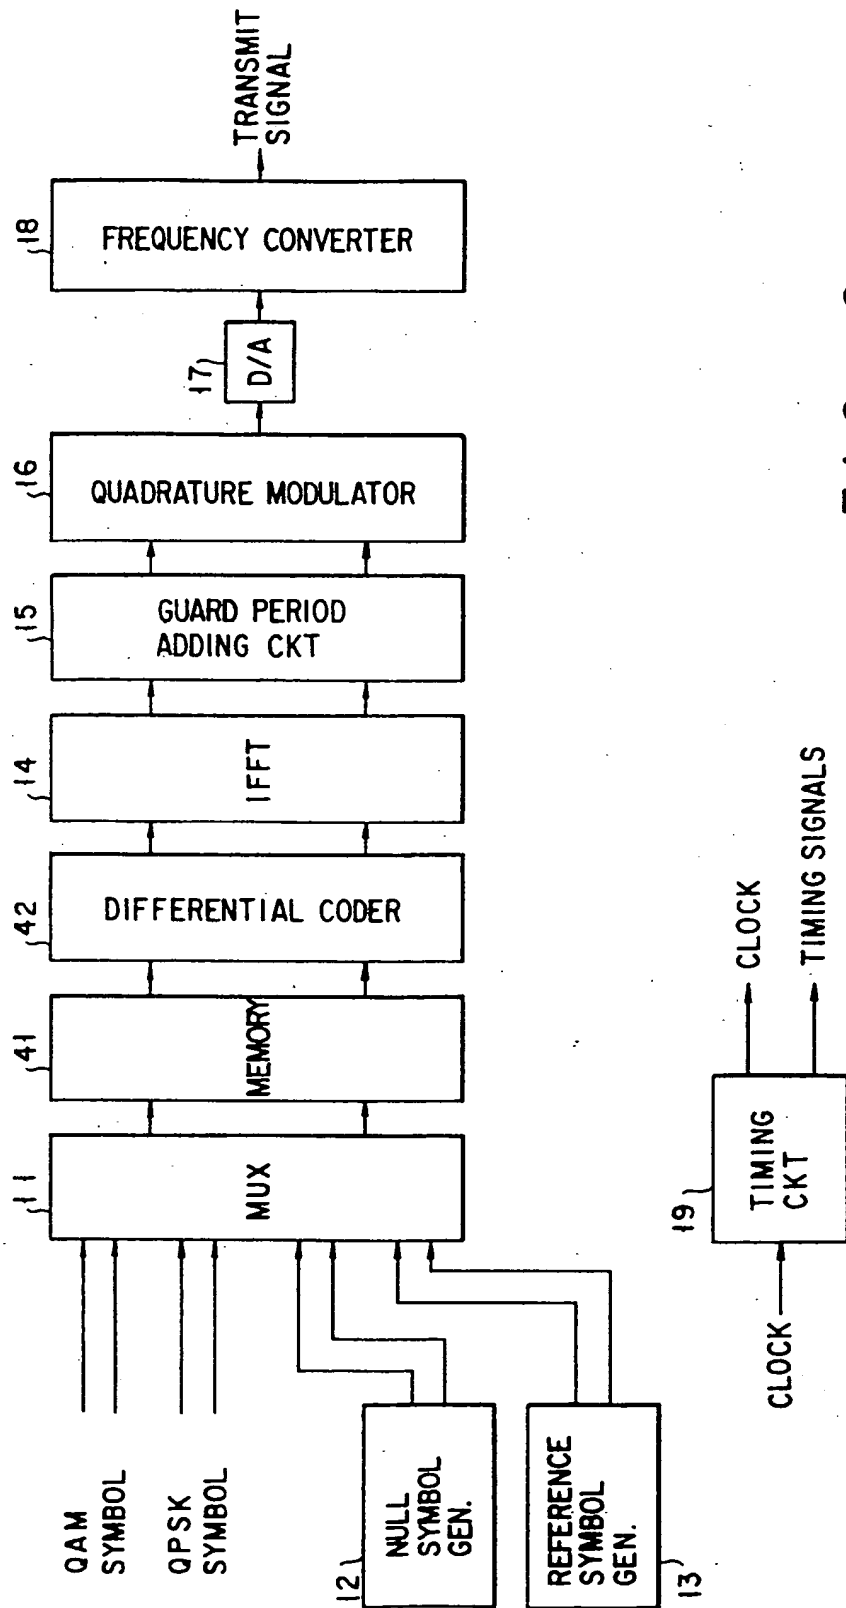 QAM
SYMBOL
QPSK
SYMBOL
12
NULL
SYMBOL
GEN.
REFERENCE
SYMBOL
GEN.
13
11
MUX
41
MEMORY
42
DIFFERENTIAL CODER
14
IFFT
15
GUARD PERIOD
ADDING CKT
16
QUADRATURE MODULATOR
17
D/A
18
FREQUENCY CONVERTER
TRANSMIT
SIGNAL
CLOCK
19
TIMING
CKT
CLOCK
TIMING SIGNALS